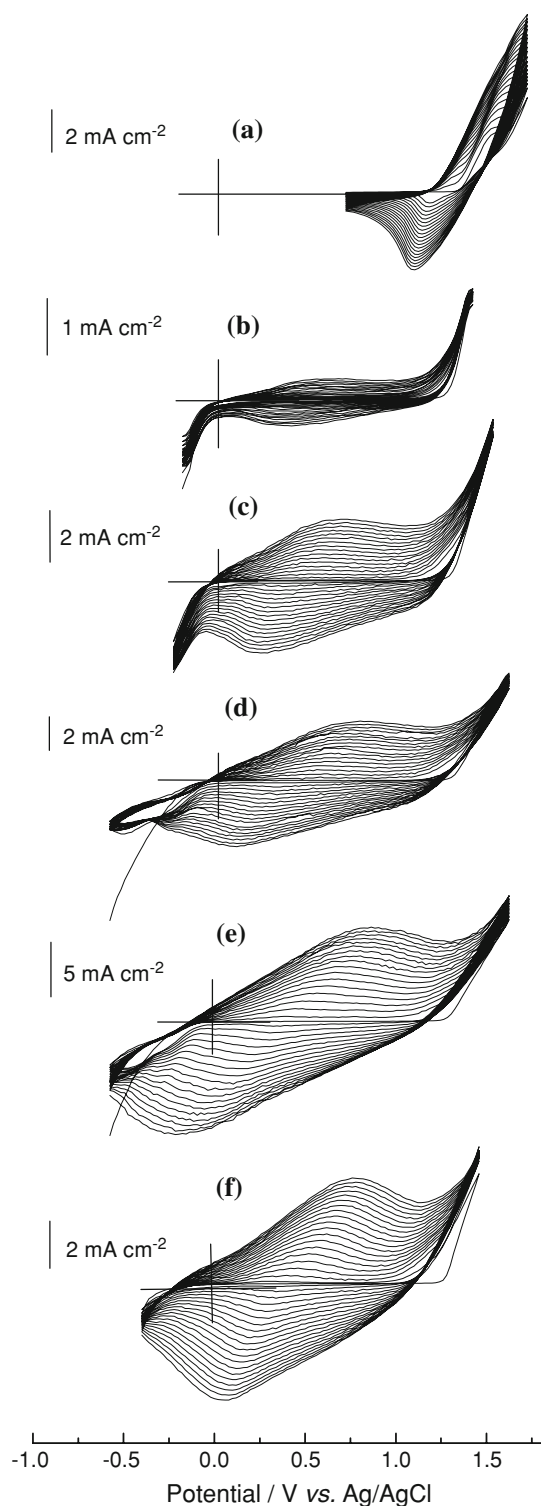 (a)
2 mA cm-2
(b)
1 mA cm-2
(c)
2 mA cm-2
(d)
2 mA cm-2
(e)
5 mA cm-2
(f)
2 mA cm-2
-1.0 -0.5 0.0 0.5 1.0 1.5
Potential / V vs. Ag/AgCl